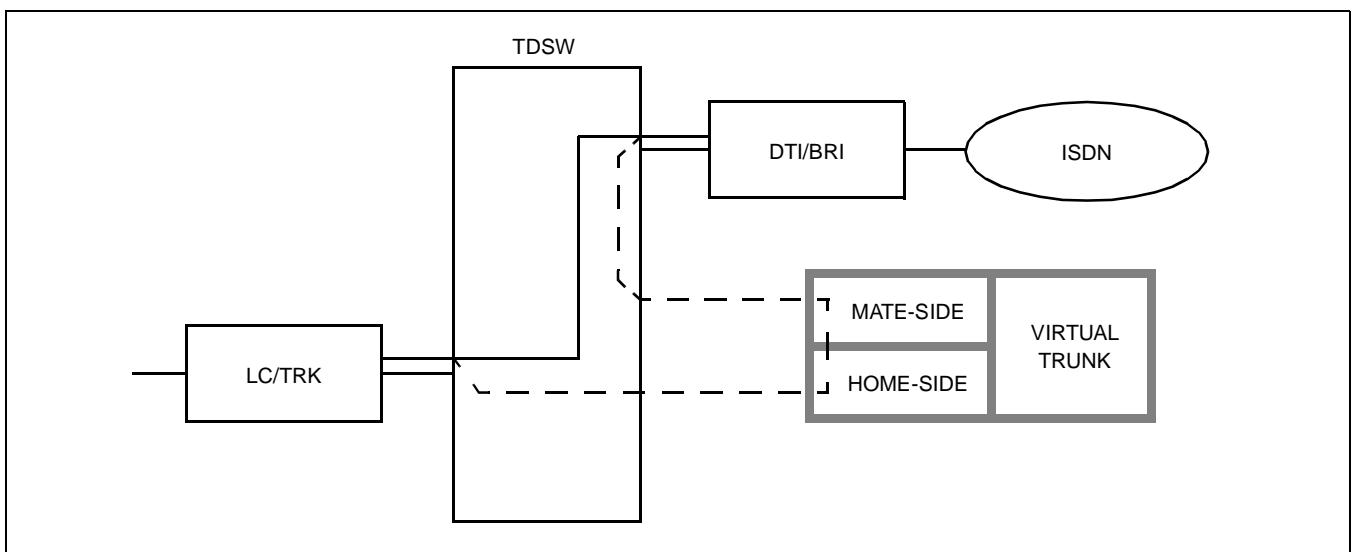 TDSW
DTI/BRI
ISDN
MATE-SIDE
VIRTUAL
TRUNK
LC/TRK
HOME-SIDE